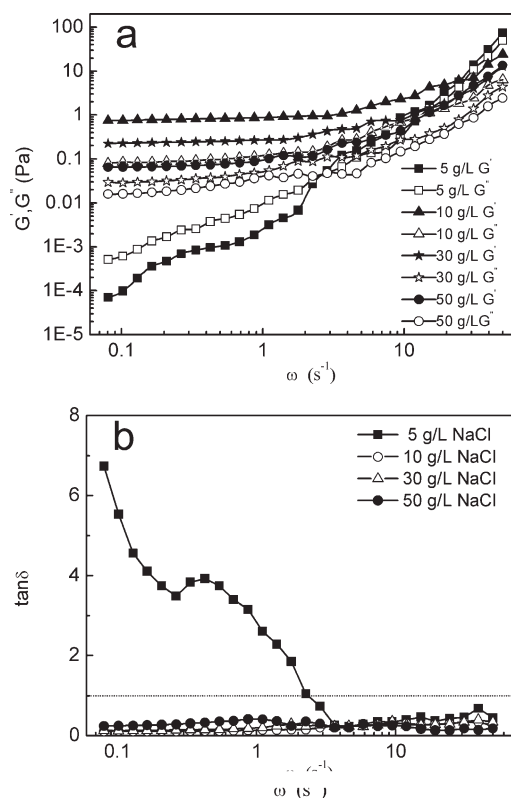 a
100
10
1
0.1
0.01
1E-3
1E-4
1E-5
G', G'' (Pa)
5 g/L G'
5 g/L G''
10 g/L G'
10 g/L G''
30 g/L G'
30 g/L G''
50 g/L G'
50 g/L G''
0.1 1 10
ω (s⁻¹)
b
8
6
4
2
0
tanδ
5 g/L NaCl
10 g/L NaCl
30 g/L NaCl
50 g/L NaCl
0.1 1 10
ω (s⁻¹)